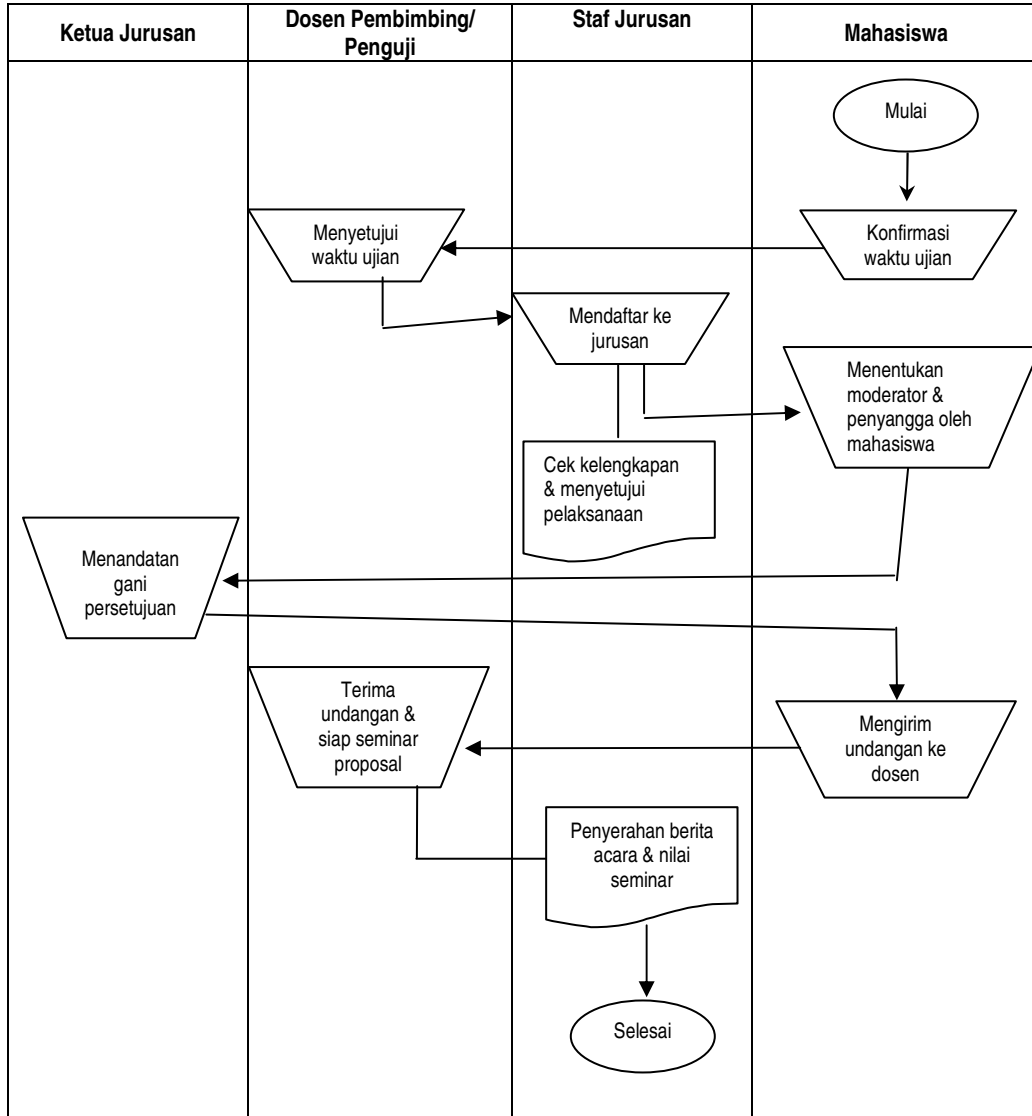 Ketua Jurusan
Dosen Pembimbing/
Penguji
Staf Jurusan
Mahasiswa
Mulai
Konfirmasi
waktu ujian
Menyetujui
waktu ujian
Mendaftar ke
jurusan
Menentukan
moderator &
penyangga oleh
mahasiswa
Cek kelengkapan
& menyetujui
pelaksanaan
Menandatan
gani
persetujuan
Mengirim
undangan ke
dosen
Terima
undangan &
siap seminar
proposal
Penyerahan berita
acara & nilai
seminar
Selesai